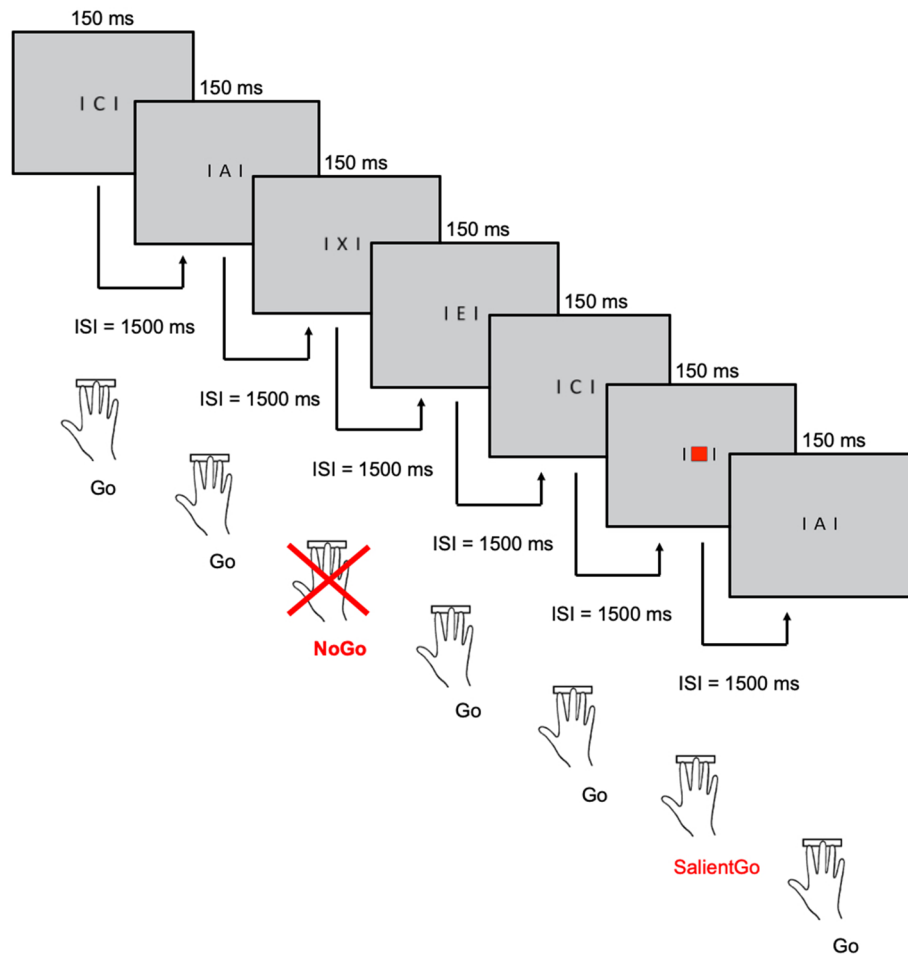 150 ms
I C I
150 ms
I A I
150 ms
I X I
150 ms
I E I
150 ms
I C I
150 ms
I I
150 ms
I A I
ISI = 1500 ms
ISI = 1500 ms
ISI = 1500 ms
ISI = 1500 ms
ISI = 1500 ms
ISI = 1500 ms
Go
Go
NoGo
Go
Go
SalientGo
Go